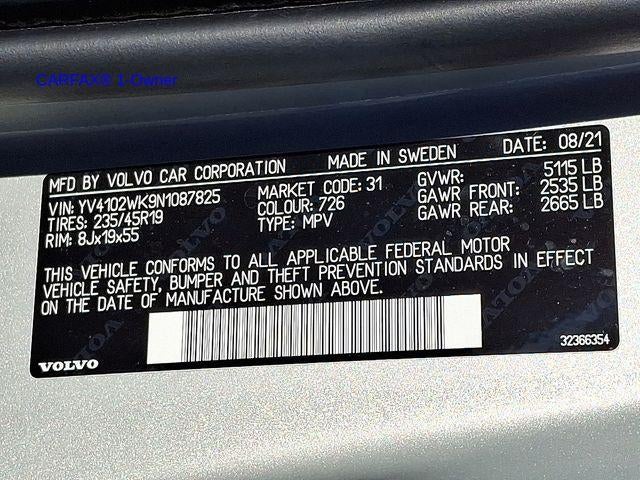 CARFAX® 1-Owner
MFD BY VOLVO CAR CORPORATION MADE IN SWEDEN DATE: 08/21
VIN: YV4102WK9N1087825 MARKET CODE: 31 GVWR: 5115 LB
TIRES: 235/45R19 COLOUR: 726 GAWR FRONT: 2535 LB
RIM: 8Jx19x55 TYPE: MPV GAWR REAR: 2665 LB
THIS VEHICLE CONFORMS TO ALL APPLICABLE FEDERAL MOTOR
VEHICLE SAFETY, BUMPER AND THEFT PREVENTION STANDARDS IN EFFECT
ON THE DATE OF MANUFACTURE SHOWN ABOVE.
VOLVO 32366354